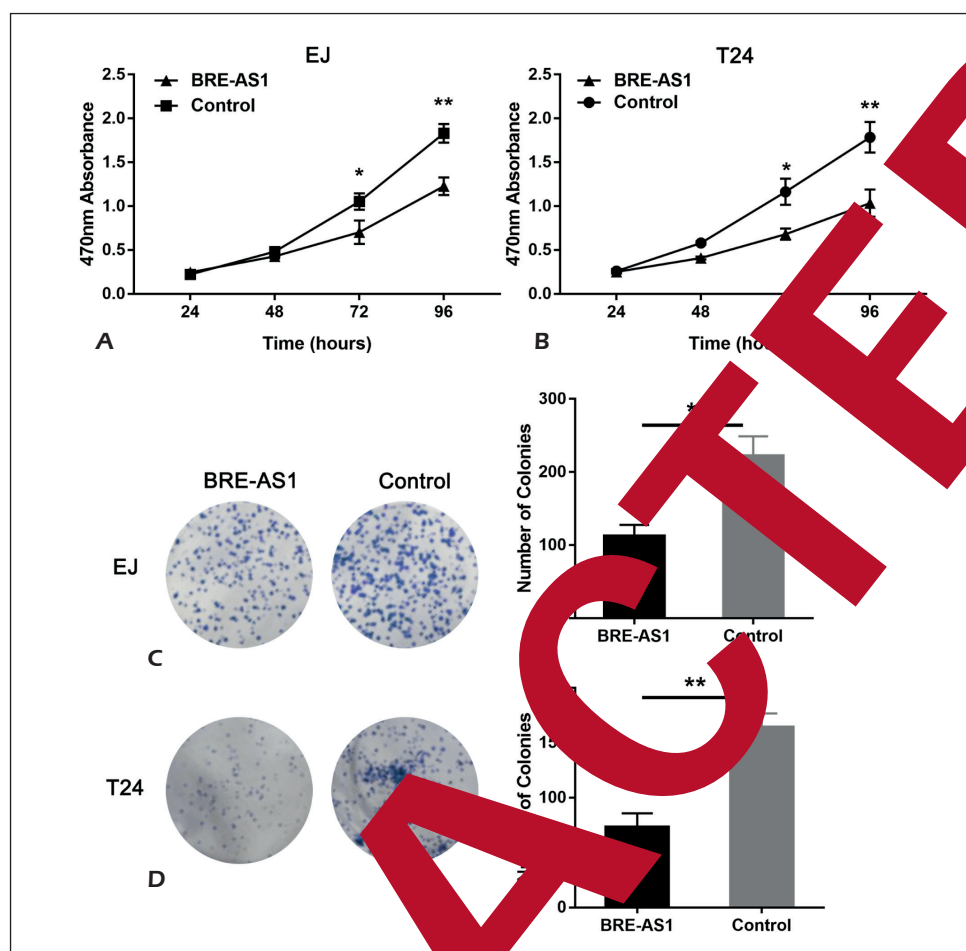 EJ
BRE-AS1
Control
2.5
2.0
1.5
1.0
0.5
0.0
470nm Absorbance
*
**
24
48
72
96
Time (hours)
A
T24
BRE-AS1
Control
2.5
2.0
1.5
1.0
0.5
0.0
470nm Absorbance
*
**
24
48
96
Time
B
BRE-AS1
Control
EJ
C
300
200
100
Number of Colonies
BRE-AS1
Control
T24
D
**
100
0
of Colonies
BRE-AS1
Control
ACTE